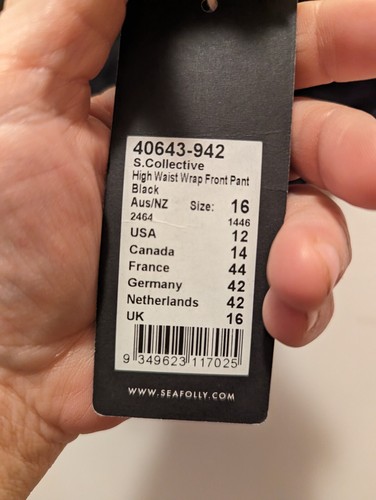 40643-942
S.Collective
High Waist Wrap Front Pant
Black
Aus/NZ Size: 16
2464 1446
USA 12
Canada 14
France 44
Germany 42
Netherlands 42
UK 16
9 349623 117025
WWW.SEAFOLLY.COM